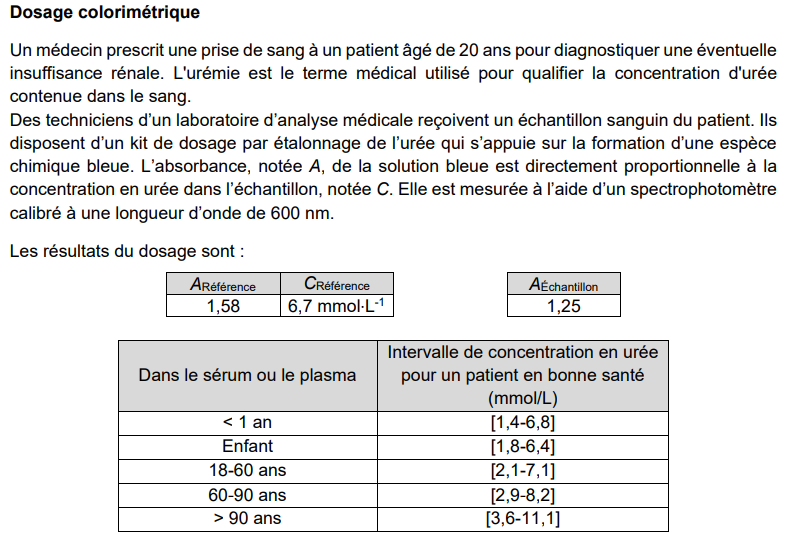 Dosage colorimétrique
Un médecin prescrit une prise de sang à un patient âgé de 20 ans pour diagnostiquer une éventuelle
insuffisance rénale. L'urémie est le terme médical utilisé pour qualifier la concentration d'urée
contenue dans le sang.
Des techniciens d’un laboratoire d’analyse médicale reçoivent un échantillon sanguin du patient. Ils
disposent d’un kit de dosage par étalonnage de l’urée qui s’appuie sur la formation d’une espèce
chimique bleue. L’absorbance, notée A, de la solution bleue est directement proportionnelle à la
concentration en urée dans l’échantillon, notée C. Elle est mesurée à l’aide d’un spectrophotomètre
calibré à une longueur d’onde de 600 nm.
Les résultats du dosage sont :
ARéférence CRéférence AÉchantillon
1,58 6,7 mmol·L-1 1,25
Dans le sérum ou le plasma Intervalle de concentration en urée
pour un patient en bonne santé
(mmol/L)
< 1 an [1,4-6,8]
Enfant [1,8-6,4]
18-60 ans [2,1-7,1]
60-90 ans [2,9-8,2]
> 90 ans [3,6-11,1]